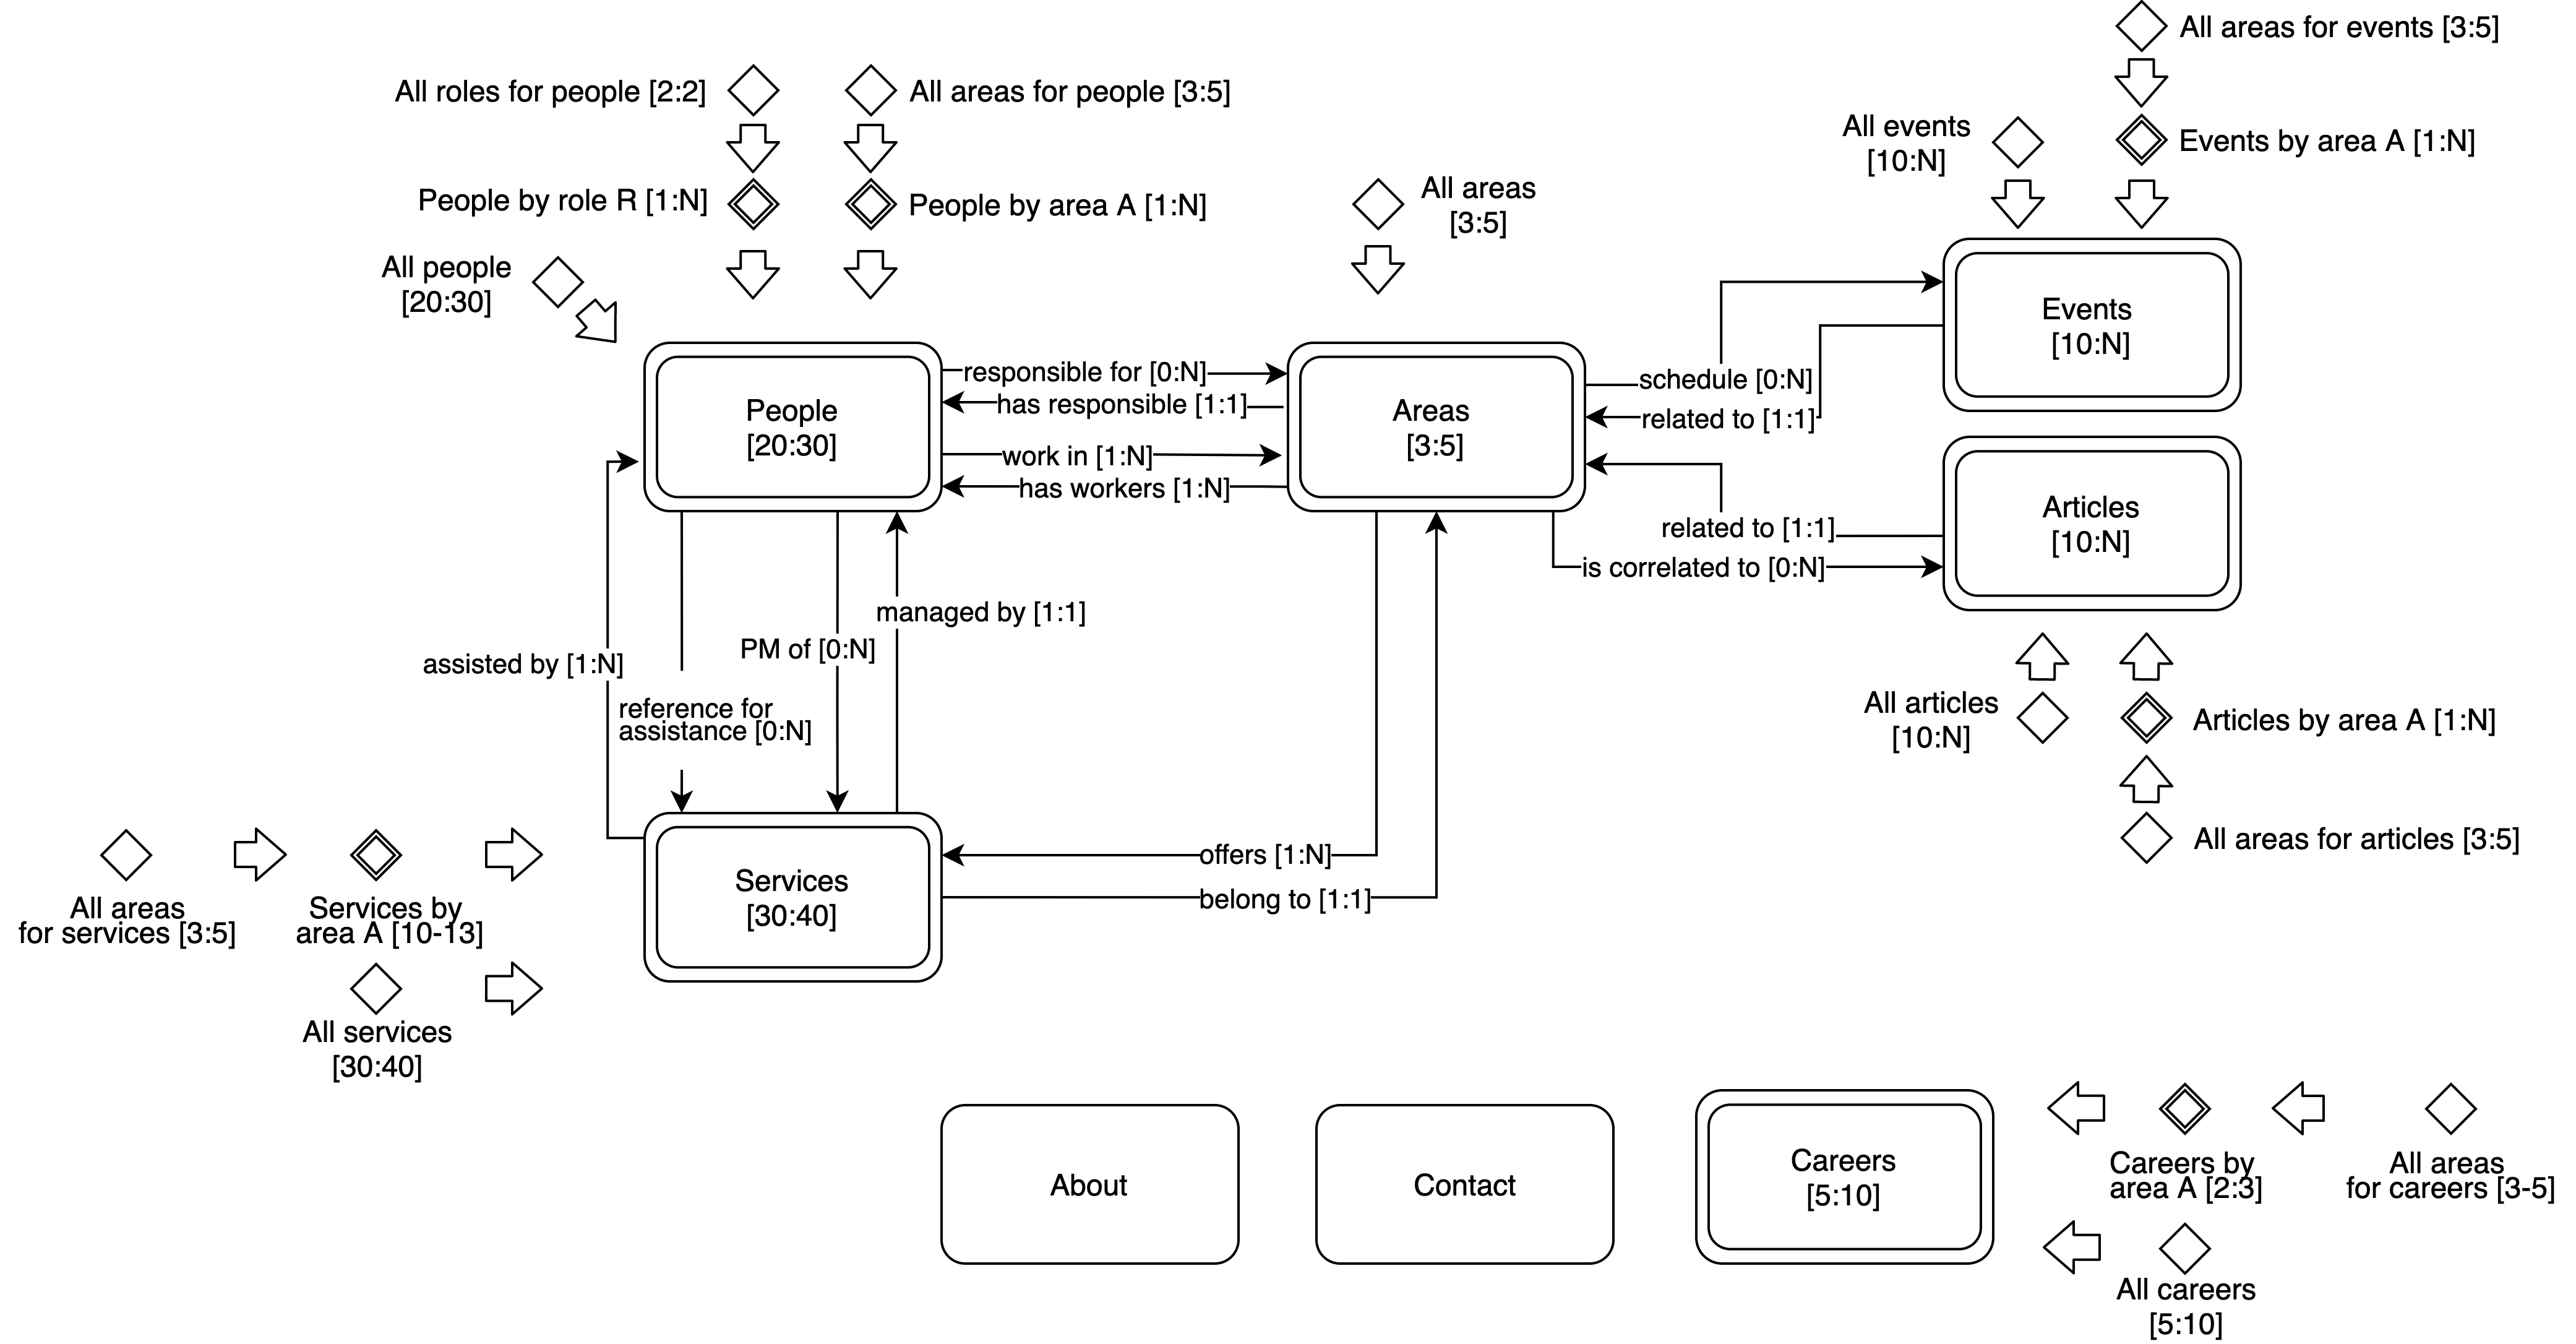 All areas for events [3:5]
All roles for people [2:2]
All areas for people [3:5]
All events
[10:N]
Events by area A [1:N]
People by role R [1:N]
People by area A [1:N]
All areas
[3:5]
All people
[20:30]
Events
[10:N]
responsible for [0:N]
has responsible [1:1]
People
[20:30]
Areas
[3:5]
schedule [0:N]
related to [1:1]
work in [1:N]
has workers [1:N]
Articles
[10:N]
related to [1:1]
is correlated to [0:N]
managed by [1:1]
PM of [0:N]
assisted by [1:N]
reference for
assistance [0:N]
All articles
[10:N]
Articles by area A [1:N]
All areas for articles [3:5]
offers [1:N]
belong to [1:1]
Services
[30:40]
All areas
for services [3:5]
Services by
area A [10-13]
All services
[30:40]
About
Contact
Careers
[5:10]
Careers by
area A [2:3]
All areas
for careers [3-5]
All careers
[5:10]